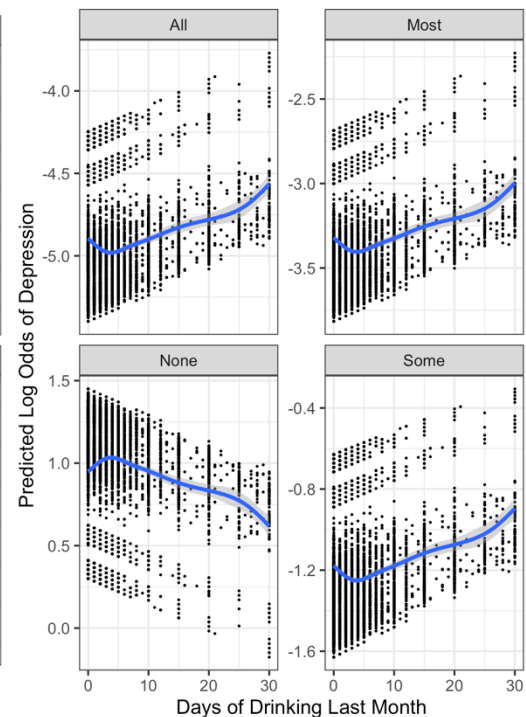 All
Most
-4.0
-4.5
-5.0
-2.5
-3.0
-3.5
None
Some
1.5
1.0
0.5
0.0
-0.4
-0.8
-1.2
-1.6
0 10 20 30
0 10 20 30
Predicted Log Odds of Depression
Days of Drinking Last Month